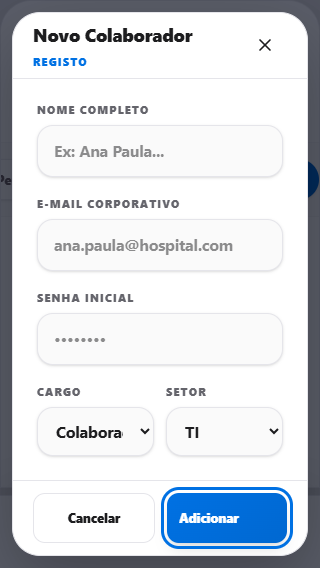 Novo Colaborador
REGISTO
NOME COMPLETO
Ex: Ana Paula...
E-MAIL CORPORATIVO
ana.paula@hospital.com
SENHA INICIAL
••••••••
CARGO
SETOR
Colabora
TI
Cancelar
Adicionar